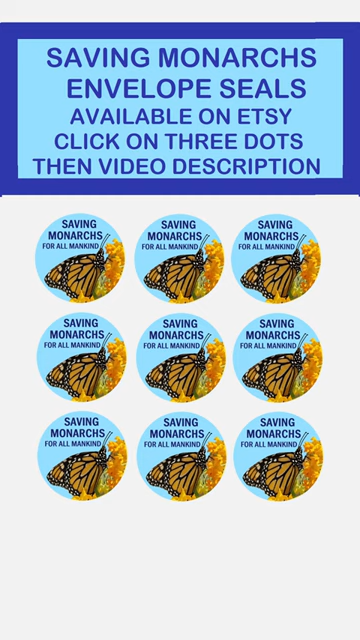 SAVING MONARCHS
ENVELOPE SEALS
AVAILABLE ON ETSY
CLICK ON THREE DOTS
THEN VIDEO DESCRIPTION
SAVING
MONARCHS
FOR ALL MANKIND
SAVING
MONARCHS
FOR ALL MANKIND
SAVING
MONARCHS
FOR ALL MANKIND
SAVING
MONARCHS
FOR ALL MANKIND
SAVING
MONARCHS
FOR ALL MANKIND
SAVING
MONARCHS
FOR ALL MANKIND
SAVING
MONARCHS
FOR ALL MANKIND
SAVING
MONARCHS
FOR ALL MANKIND
SAVING
MONARCHS
FOR ALL MANKIND